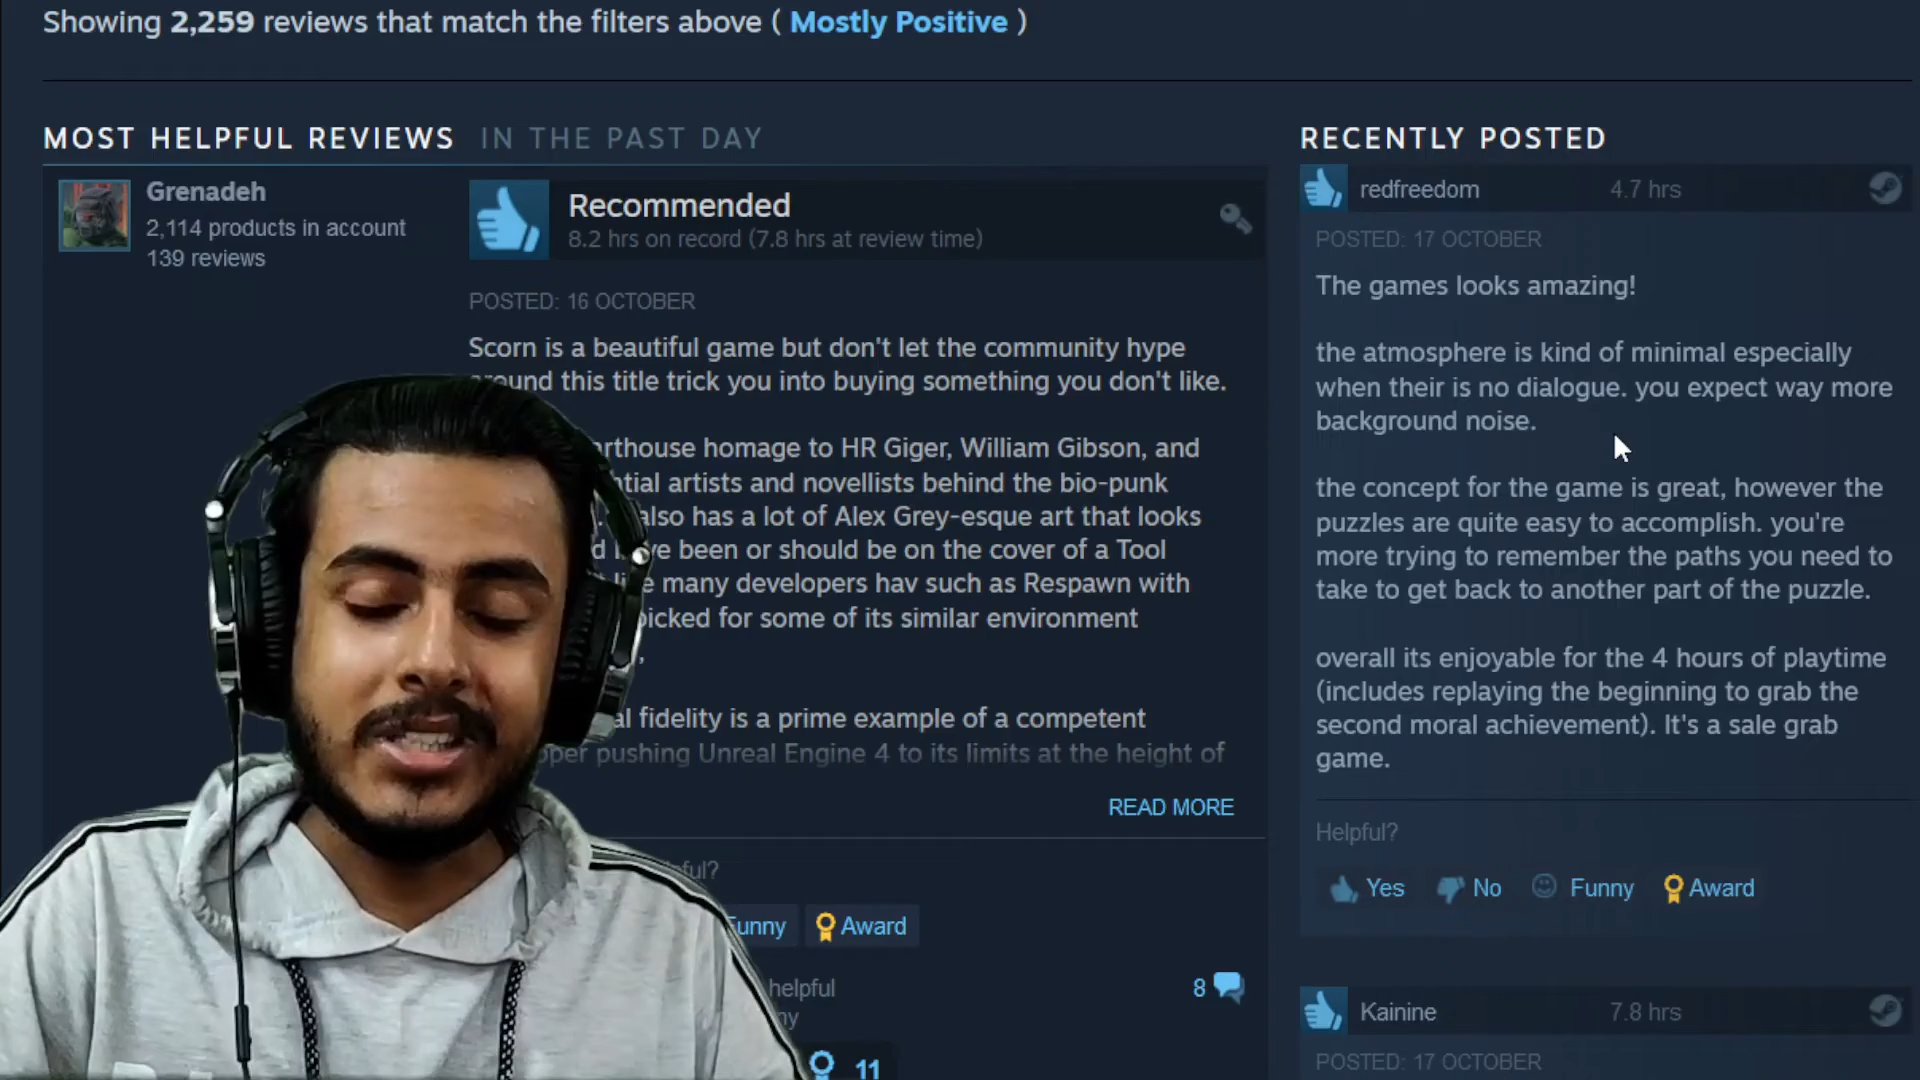 Showing 2,259 reviews that match the filters above ( Mostly Positive )
MOST HELPFUL REVIEWS IN THE PAST DAY
Grenadeh
2,114 products in account
139 reviews
Recommended
8.2 hrs on record (7.8 hrs at review time)
POSTED: 16 OCTOBER
Scorn is a beautiful game but don't let the community hype
around this title trick you into buying something you don't like.
homage to HR Giger, William Gibson, and
artists and novellists behind the bio-punk
also has a lot of Alex Grey-esque art that looks
been or should be on the cover of a Tool
many developers hav such as Respawn with
for some of its similar environment
fidelity is a prime example of a competent
pushing Unreal Engine 4 to its limits at the height of
READ MORE
Funny
Award
helpful
8
11
RECENTLY POSTED
redfreedom 4.7 hrs
POSTED: 17 OCTOBER
The games looks amazing!
the atmosphere is kind of minimal especially
when their is no dialogue. you expect way more
background noise.
the concept for the game is great, however the
puzzles are quite easy to accomplish. you're
more trying to remember the paths you need to
take to get back to another part of the puzzle.
overall its enjoyable for the 4 hours of playtime
(includes replaying the beginning to grab the
second moral achievement). It's a sale grab
game.
Helpful?
Yes No Funny Award
Kainine 7.8 hrs
POSTED: 17 OCTOBER